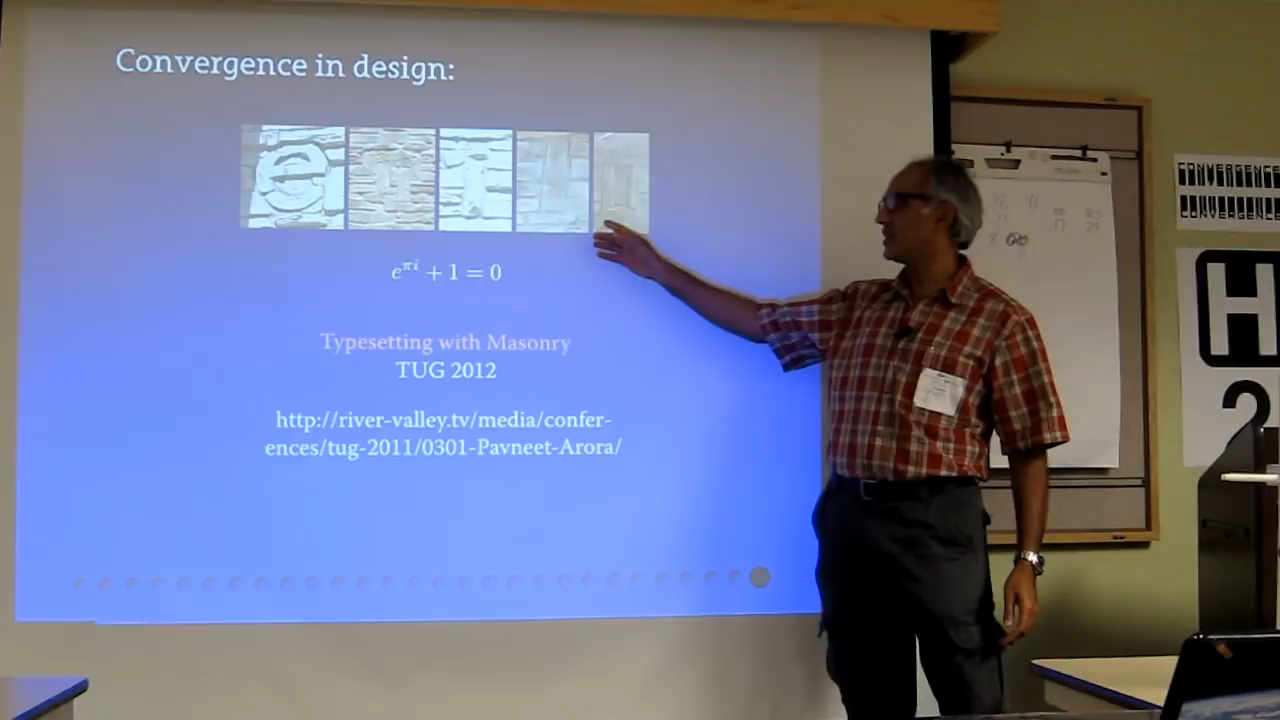 Convergence in design:
e
e^{πi} + 1 = 0
Typesetting with Masonry
TUG 2012
http://river-valley.tv/media/confer-
ences/tug-2011/0301-Pavneet-Arora/
CONVERGENCE
CONVERGENCE
H
2